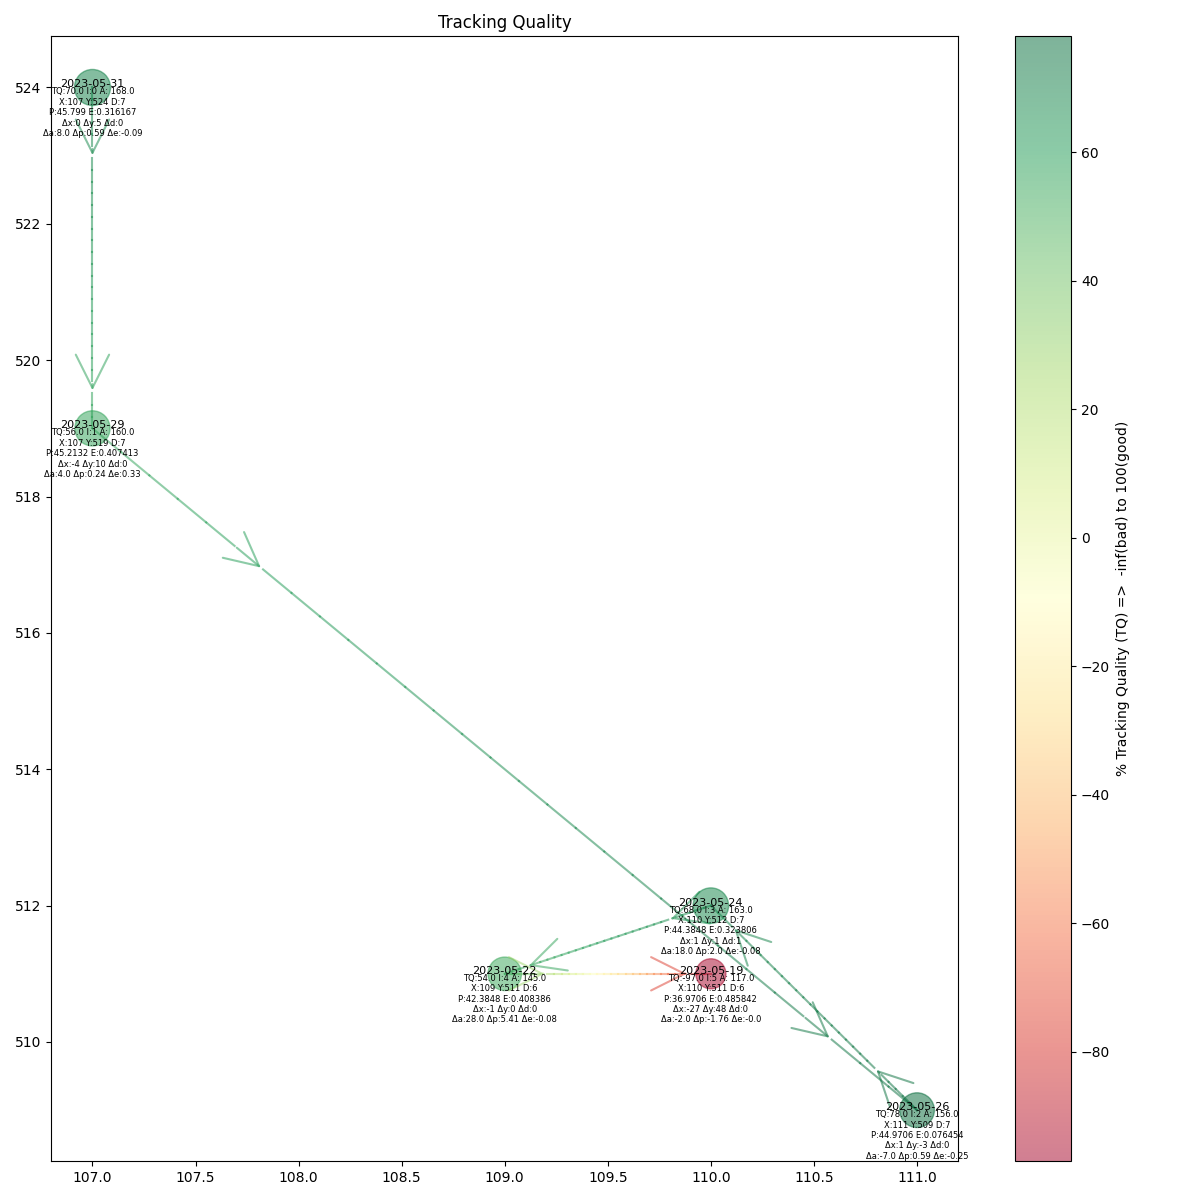 Tracking Quality
524
522
520
518
516
514
512
510
2023-05-31
TQ:70.0 I:0 A: 168.0
X:107 Y:524 D:7
P:45.799 E:0.316167
Δx:0 Δy:5 Δd:0
Δa:8.0 Δp:0.59 Δe:-0.09
2023-05-29
TQ:56.0 I:1 A: 160.0
X:107 Y:519 D:7
P:45.2132 E:0.407413
Δx:-4 Δy:10 Δd:0
Δa:4.0 Δp:0.24 Δe:0.33
2023-05-24
TQ:68.0 I:3 A: 163.0
X:110 Y:512 D:7
P:44.3848 E:0.323806
Δx:1 Δy:1 Δd:1
Δa:18.0 Δp:2.0 Δe:-0.08
2023-05-22
TQ:54.0 I:4 A: 145.0
X:109 Y:511 D:6
P:42.3848 E:0.408386
Δx:-1 Δy:0 Δd:0
Δa:28.0 Δp:5.41 Δe:-0.08
2023-05-19
TQ:-97.0 I:5 A: 117.0
X:110 Y:511 D:6
P:36.9706 E:0.485842
Δx:-27 Δy:48 Δd:0
Δa:-2.0 Δp:-1.76 Δe:-0.0
2023-05-26
TQ:78.0 I:2 A: 156.0
X:111 Y:509 D:7
P:44.9706 E:0.076454
Δx:1 Δy:-3 Δd:0
Δa:-7.0 Δp:0.59 Δe:-0.25
107.0 107.5 108.0 108.5 109.0 109.5 110.0 110.5 111.0
60
40
20
0
−20
−40
−60
−80
% Tracking Quality (TQ) => -inf(bad) to 100(good)